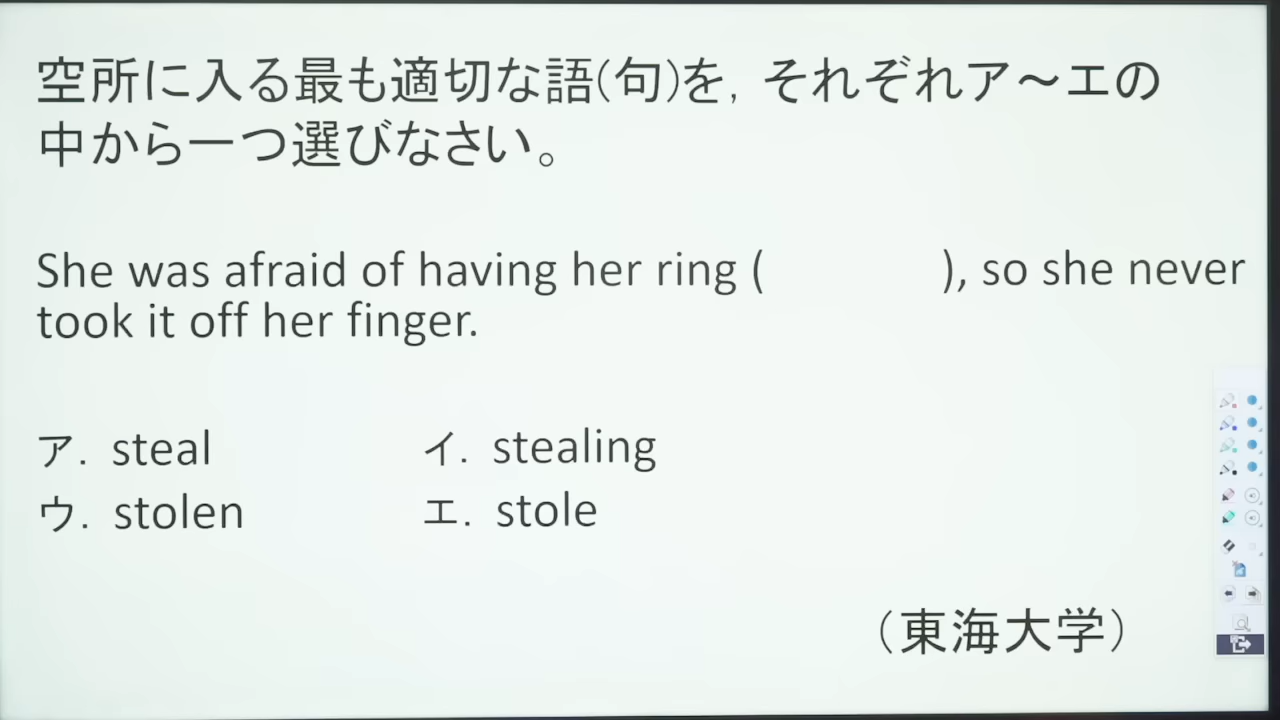 空所に入る最も適切な語(句)を，それぞれア～エの
中から一つ選びなさい。
She was afraid of having her ring (　　　), so she never
took it off her finger.
ア．steal　　　イ．stealing
ウ．stolen　　　エ．stole
（東海大学）